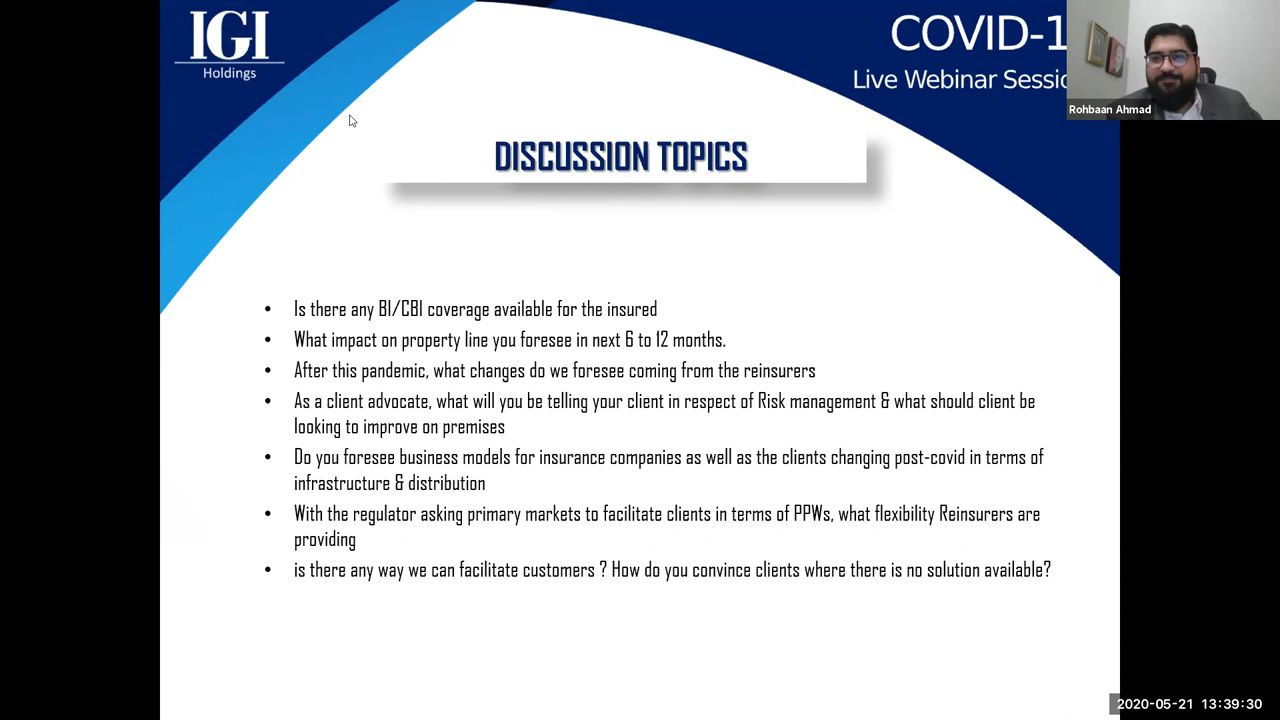 IGI
Holdings
COVID-1
Live Webinar Sessio
Rohbaan Ahmad
DISCUSSION TOPICS
• Is there any BI/CBI coverage available for the insured
• What impact on property line you foresee in next 6 to 12 months.
• After this pandemic, what changes do we foresee coming from the reinsurers
• As a client advocate, what will you be telling your client in respect of Risk management & what should client be
looking to improve on premises
• Do you foresee business models for insurance companies as well as the clients changing post-covid in terms of
infrastructure & distribution
• With the regulator asking primary markets to facilitate clients in terms of PPWs, what flexibility Reinsurers are
providing
• is there any way we can facilitate customers ? How do you convince clients where there is no solution available?
2020-05-21 13:39:30